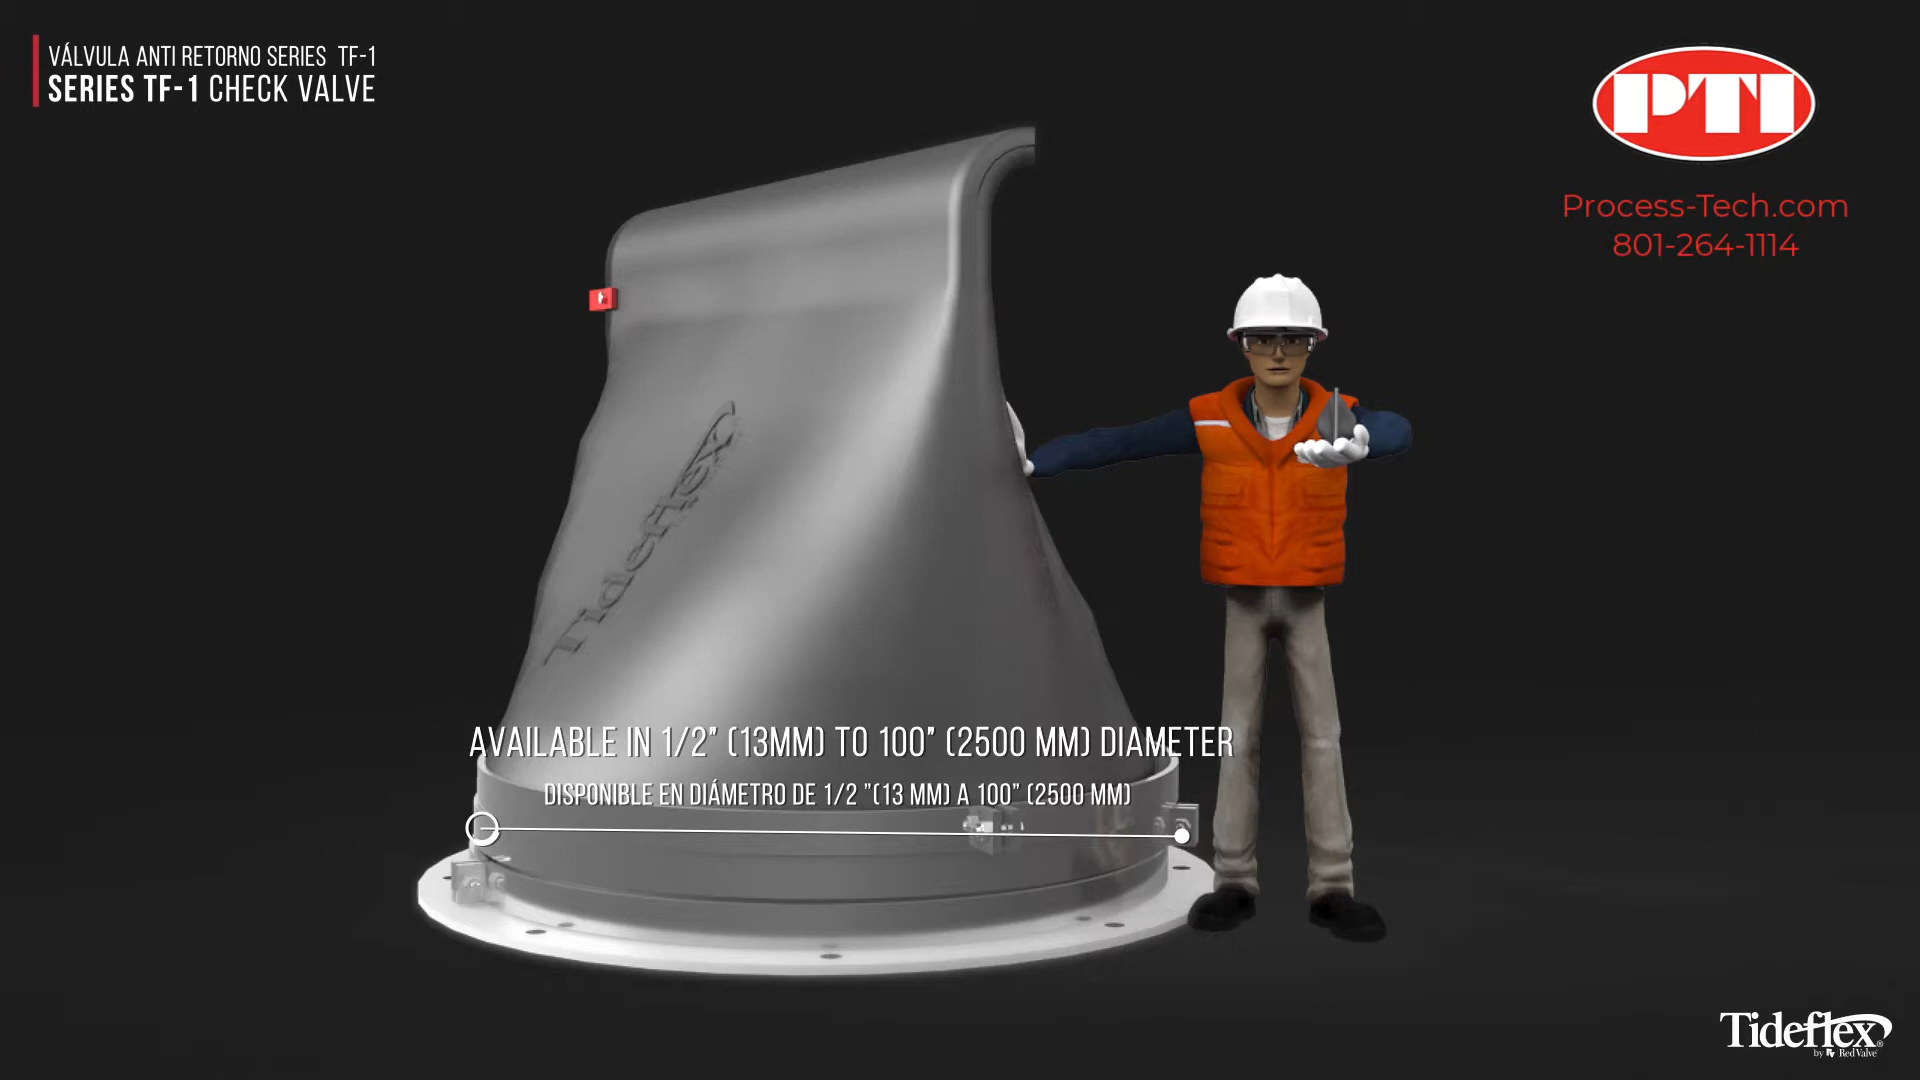 VÁLVULA ANTI RETORNO SERIES TF-1
SERIES TF-1 CHECK VALVE
PTI
Process-Tech.com
801-264-1114
Tideflex
AVAILABLE IN 1/2" (13MM) TO 100" (2500 MM) DIAMETER
DISPONIBLE EN DIÁMETRO DE 1/2 "(13 MM) A 100" (2500 MM)
Tideflex®
by RV Red Valve